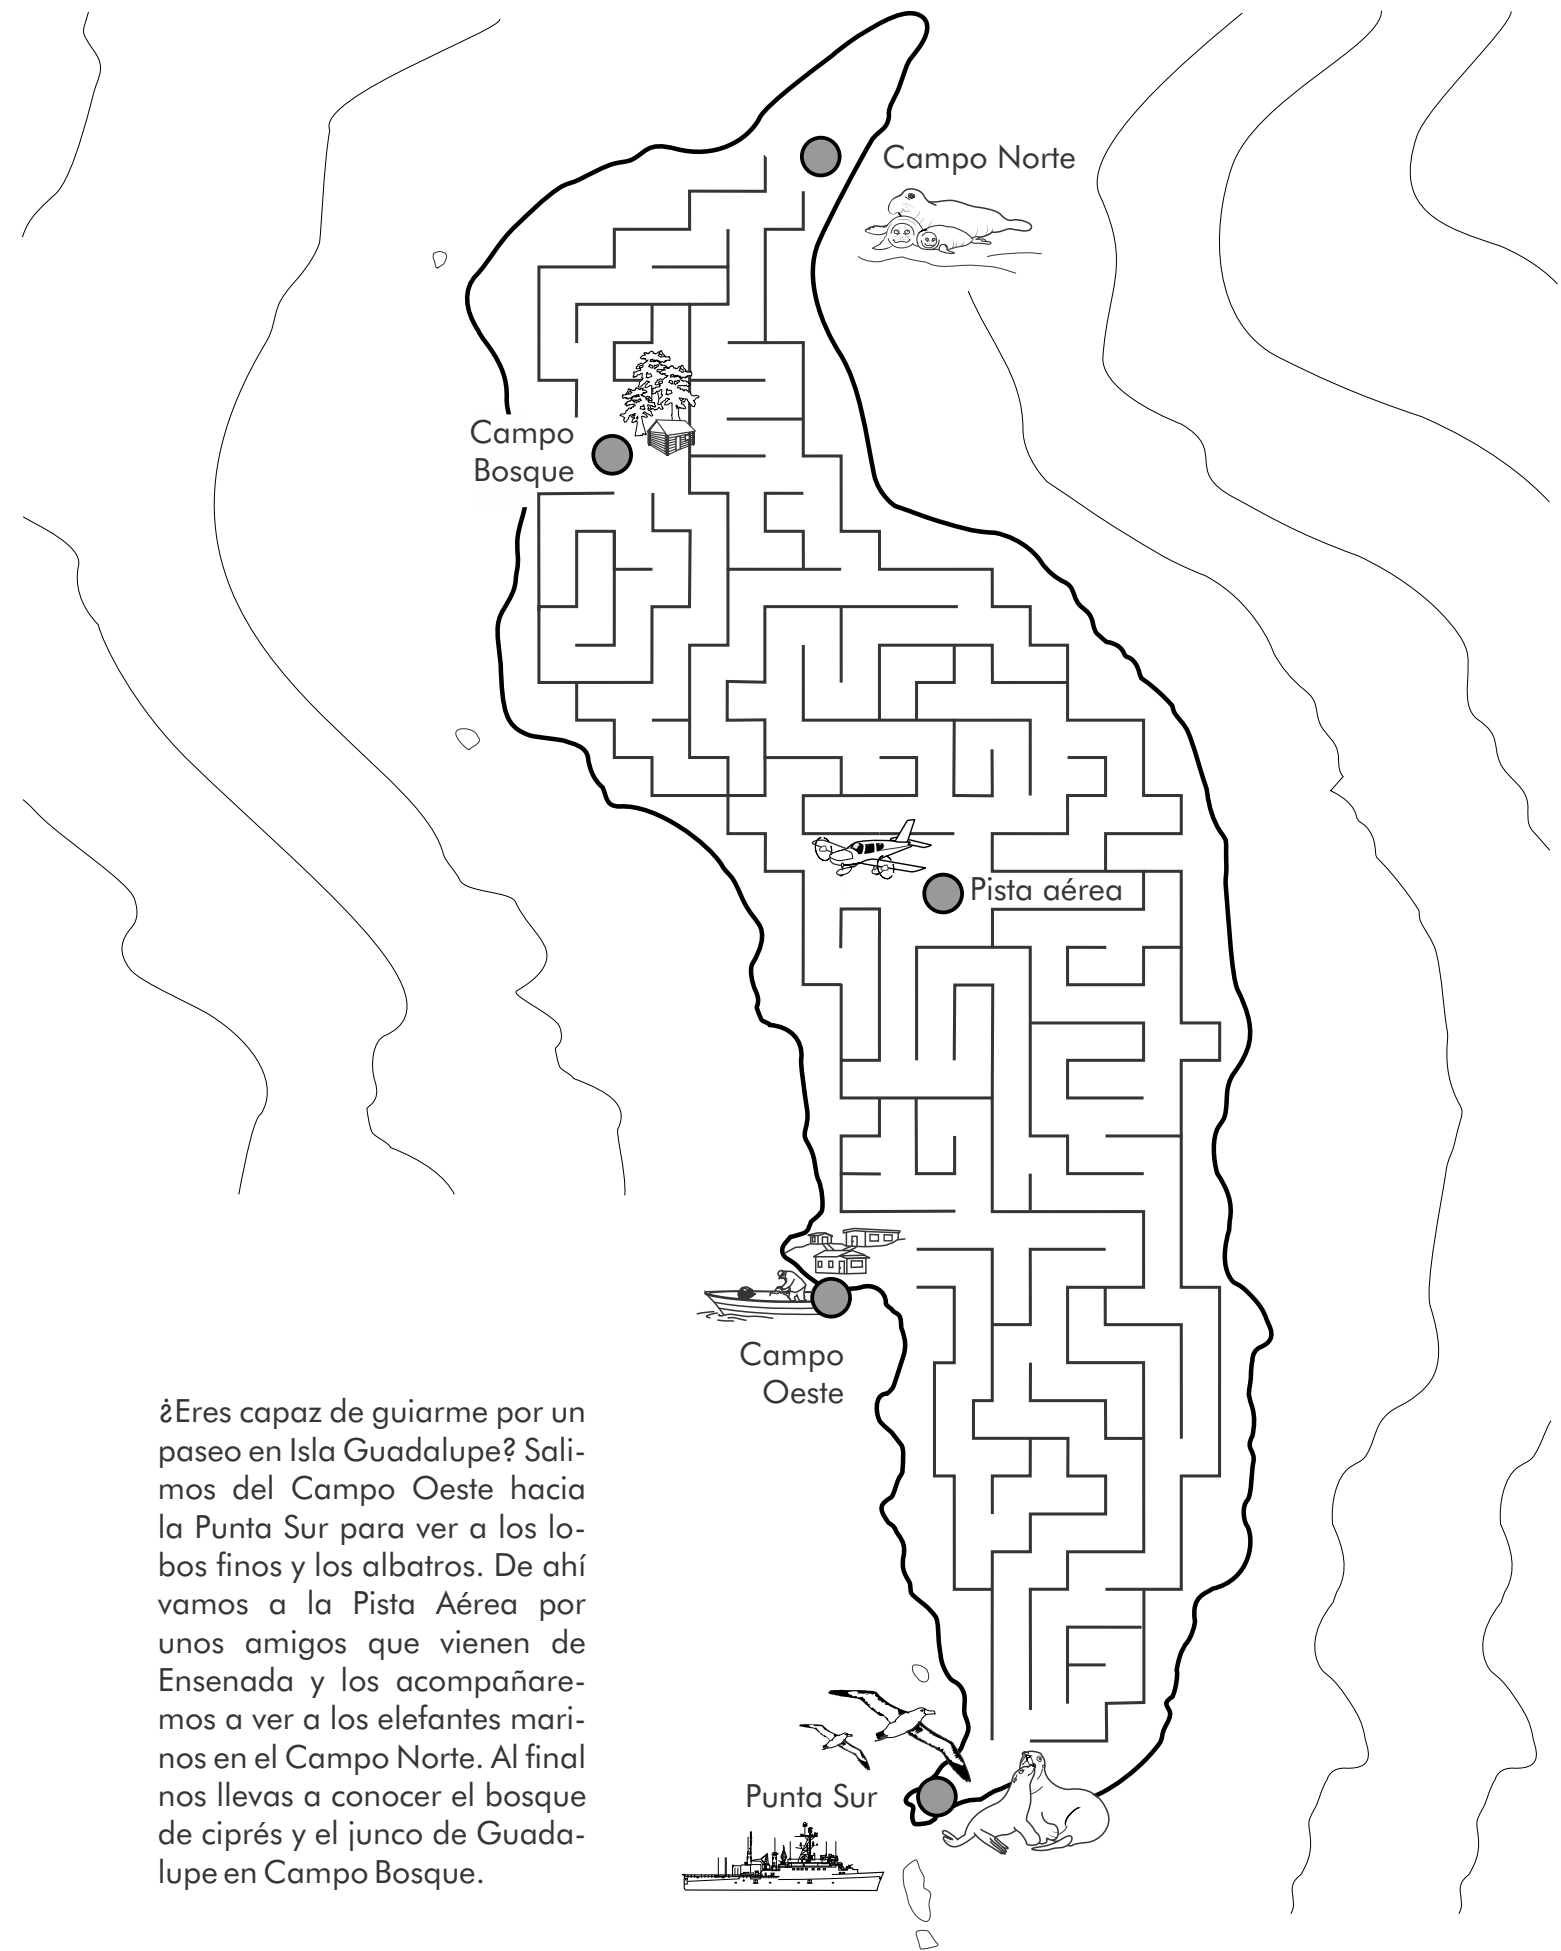 Campo Norte
Campo
Bosque
Pista aérea
Campo
Oeste
¿Eres capaz de guiarme por un
paseo en Isla Guadalupe? Sali-
mos del Campo Oeste hacia
la Punta Sur para ver a los lo-
bos finos y los albatros. De ahí
vamos a la Pista Aérea por
unos amigos que vienen de
Ensenada y los acompañare-
mos a ver a los elefantes mari-
nos en el Campo Norte. Al final
nos llevas a conocer el bosque
de ciprés y el junco de Guada-
lupe en Campo Bosque.
Punta Sur